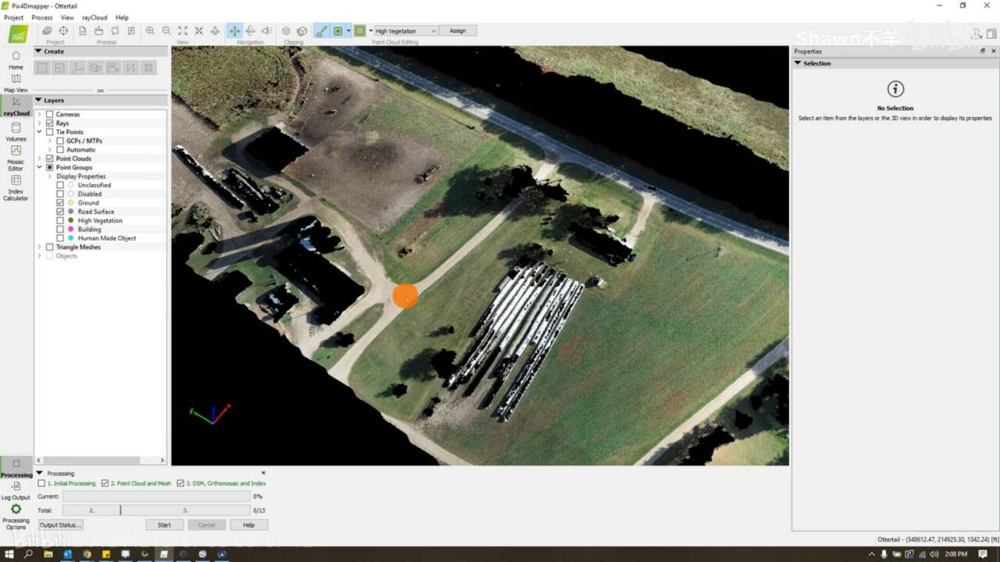 Pix4Dmapper - Ottertail
Project Process View rayCloud Help
High Vegetation Assign
Project Process View Navigation Clipping Point Cloud Editing
Shawn不羊
Create
Home
Map View
rayCloud
Volumes
Mosaic
Editor
Index
Calculator
Layers
Cameras
Rays
Tie Points
GCPs / MTPs
Automatic
Point Clouds
Point Groups
Display Properties
Unclassified
Disabled
Ground
Road Surface
High Vegetation
Building
Human Made Object
Triangle Meshes
Objects
Properties
Selection
No Selection
Select an item from the layers or the 3D view in order to display its properties
Processing
Log Output
Processing
Options
Processing
1. Initial Processing 2. Point Cloud and Mesh 3. DSM, Orthomosaic and Index
Current: 0%
Total: 2. 3. 0/13
Output Status... Start Cancel Help
Ottertail - (548612.47, 214925.30, 1342.24) [ft]
2:08 PM